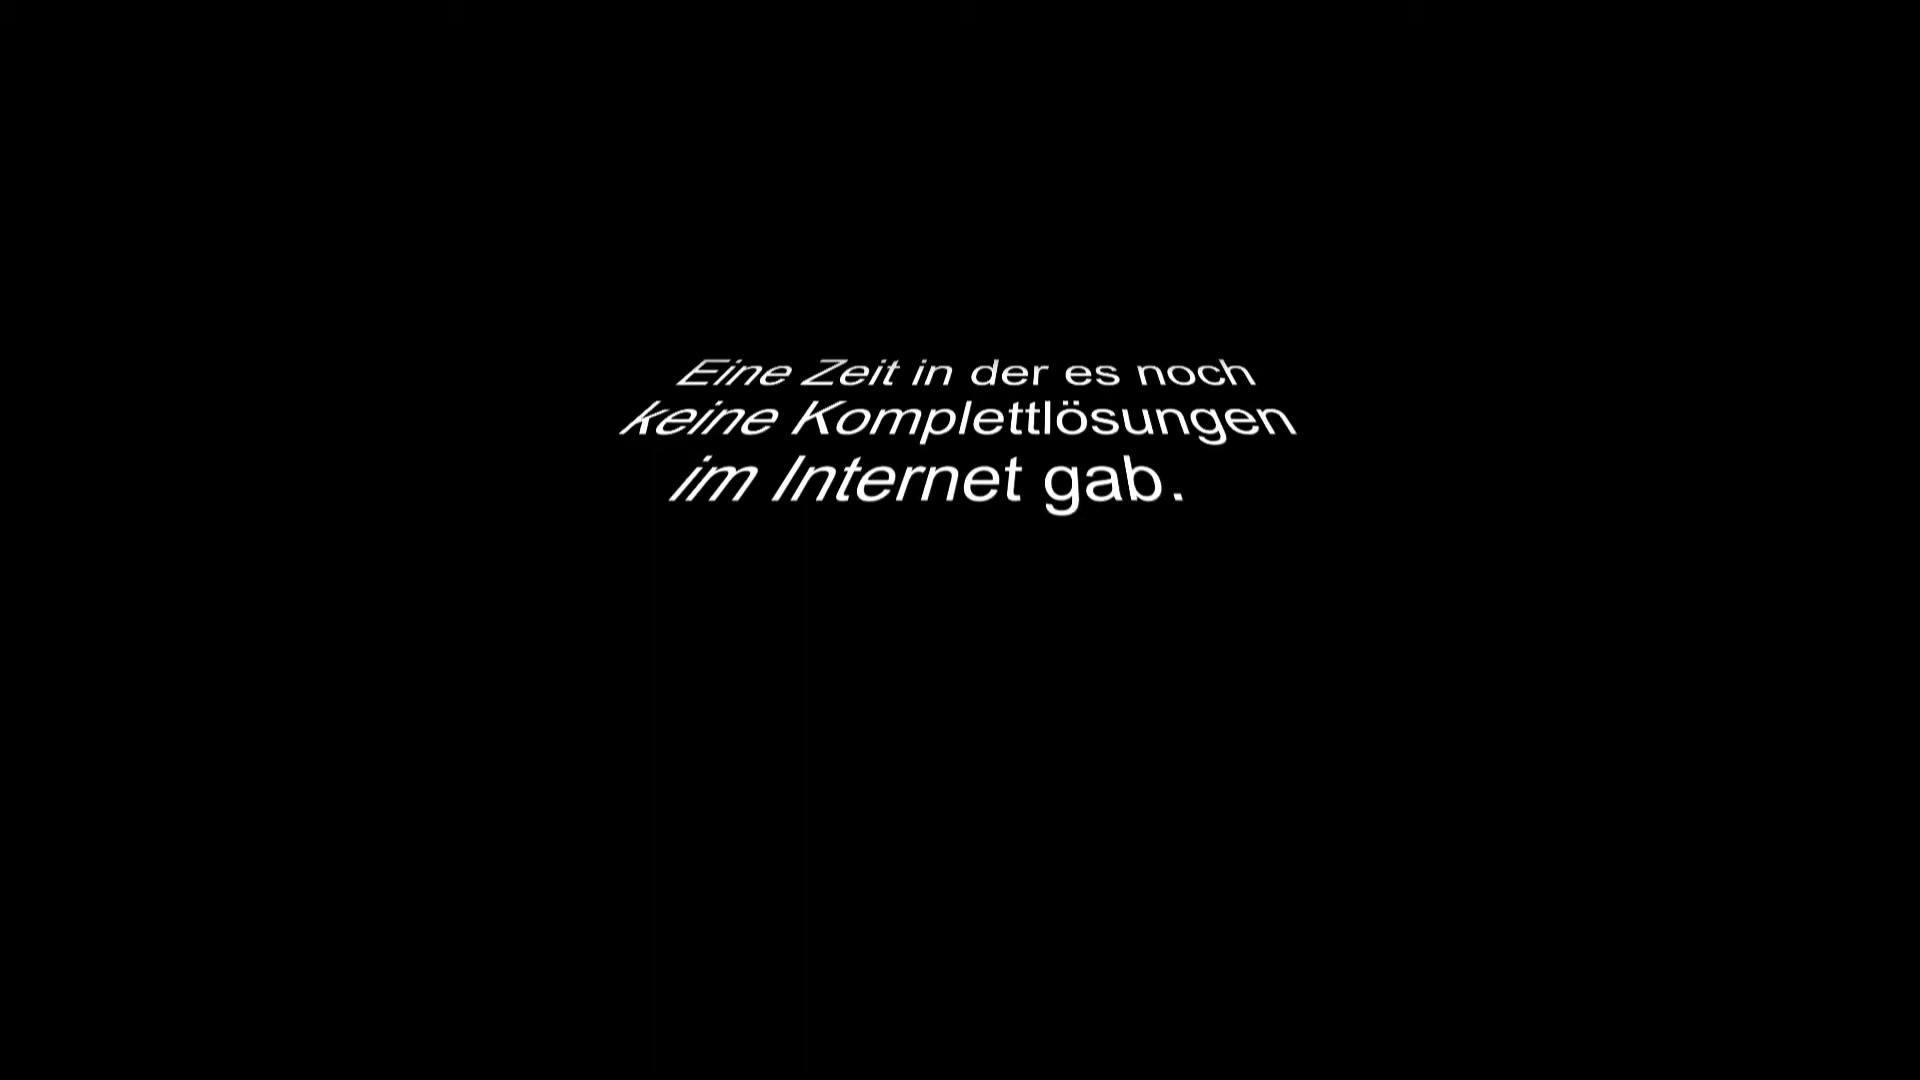 Eine Zeit in der es noch
keine Komplettlösungen
im Internet gab.